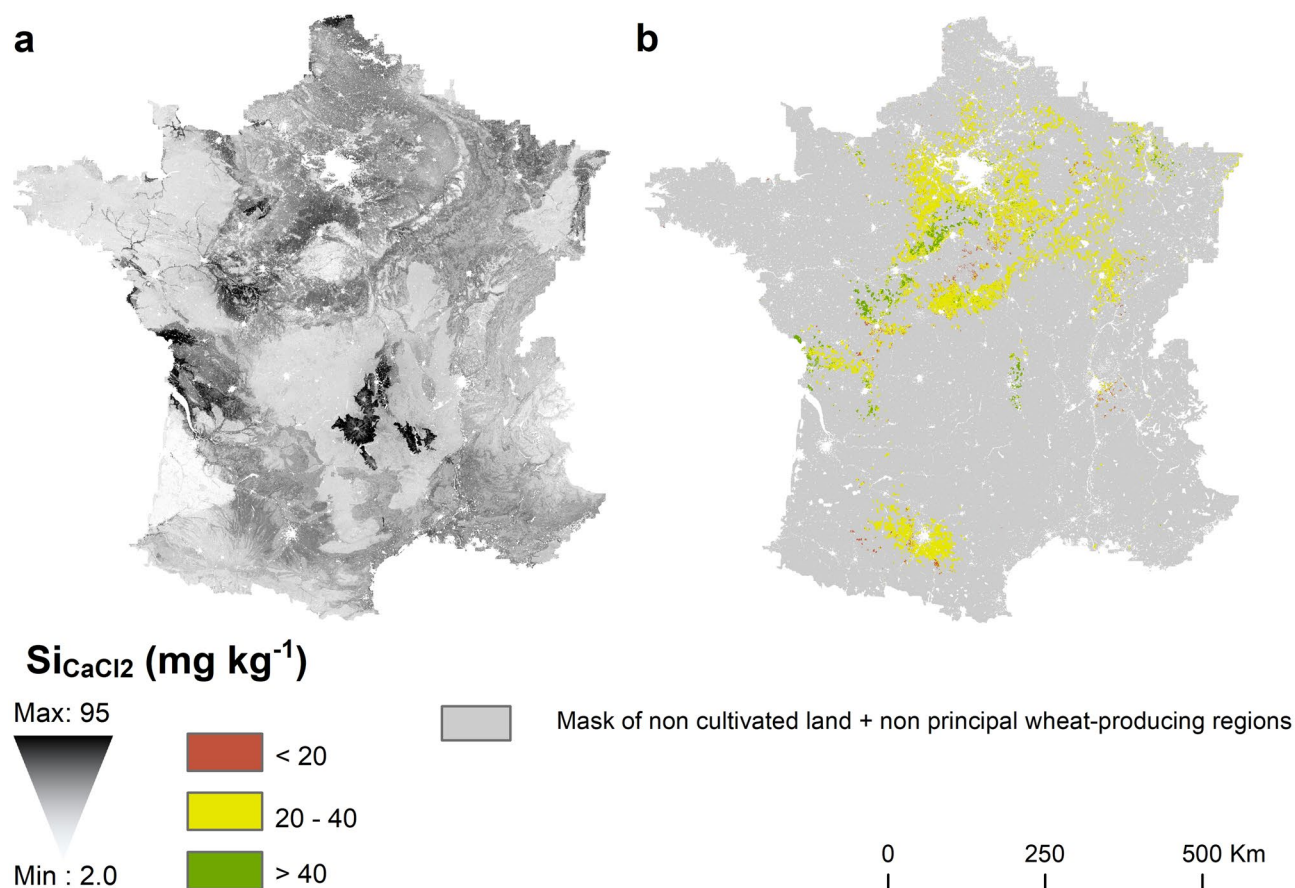 a
b
SiCaCl2 (mg kg-1)
Max: 95
Min : 2.0
< 20
20 - 40
> 40
Mask of non cultivated land + non principal wheat-producing regions
0 250 500 Km